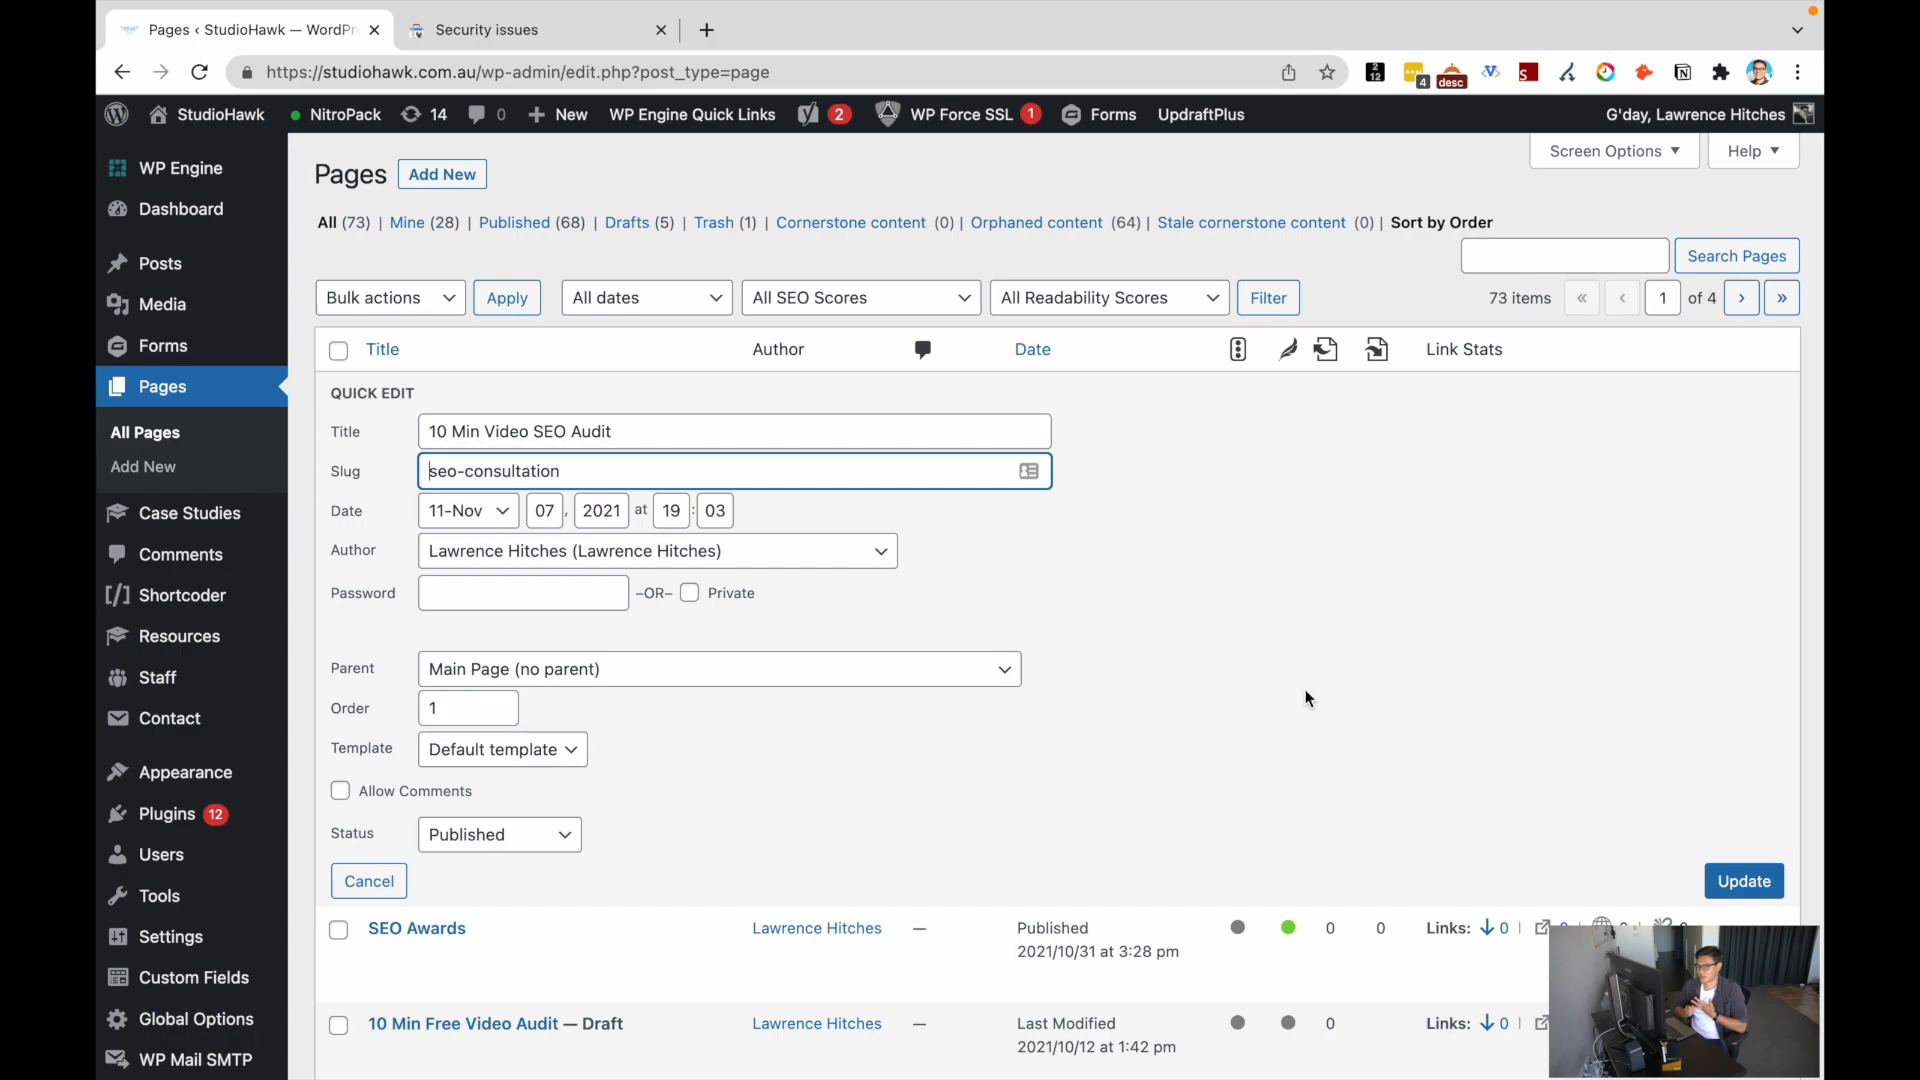 Pages ‹ StudioHawk — WordPr
Security issues
https://studiohawk.com.au/wp-admin/edit.php?post_type=page
2
12
4
desc
StudioHawk
NitroPack
14
0
New
WP Engine Quick Links
2
WP Force SSL
1
Forms
UpdraftPlus
G'day, Lawrence Hitches
WP Engine
Dashboard
Posts
Media
Forms
Pages
All Pages
Add New
Case Studies
Comments
Shortcoder
Resources
Staff
Contact
Appearance
Plugins 12
Users
Tools
Settings
Custom Fields
Global Options
WP Mail SMTP
Screen Options
Help
Pages
Add New
All (73) | Mine (28) | Published (68) | Drafts (5) | Trash (1) | Cornerstone content (0) | Orphaned content (64) | Stale cornerstone content (0) | Sort by Order
Search Pages
Bulk actions
Apply
All dates
All SEO Scores
All Readability Scores
Filter
73 items « ‹ 1 of 4 › »
Title Author Date Link Stats
QUICK EDIT
Title 10 Min Video SEO Audit
Slug seo-consultation
Date 11-Nov 07, 2021 at 19 : 03
Author Lawrence Hitches (Lawrence Hitches)
Password –OR– Private
Parent Main Page (no parent)
Order 1
Template Default template
Allow Comments
Status Published
Cancel
Update
SEO Awards Lawrence Hitches — Published 0 0 Links: 0 |
2021/10/31 at 3:28 pm
10 Min Free Video Audit — Draft Lawrence Hitches — Last Modified 0 Links: 0 |
2021/10/12 at 1:42 pm